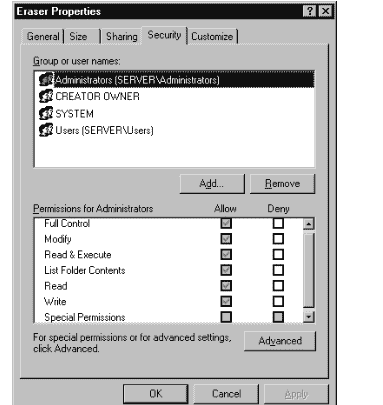 Eraser Properties
General Size Sharing Security Customize
Group or user names:
Administrators (SERVER\Administrators)
CREATOR OWNER
SYSTEM
Users (SERVER\Users)
Add... Remove
Permissions for Administrators Allow Deny
Full Control
Modify
Read & Execute
List Folder Contents
Read
Write
Special Permissions
For special permissions or for advanced settings,
click Advanced.
Advanced
OK Cancel Apply